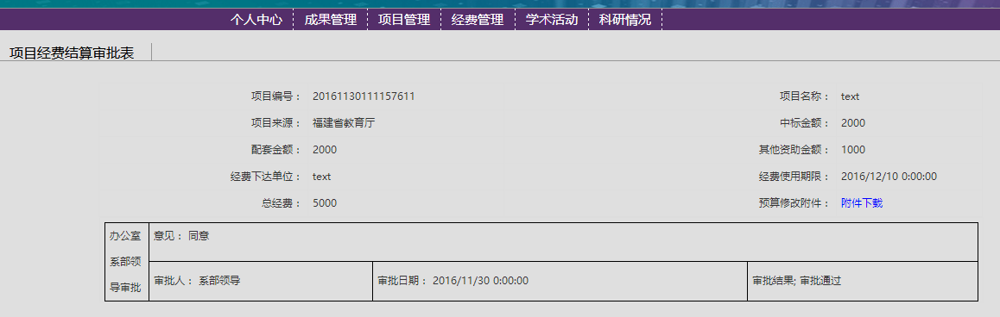 个人中心 成果管理 项目管理 经费管理 学术活动 科研情况
项目经费结算审批表
项目编号： 20161130111157611 项目名称： text
项目来源： 福建省教育厅 中标金额： 2000
配套金额： 2000 其他资助金额： 1000
经费下达单位： text 经费使用期限： 2016/12/10 0:00:00
总经费： 5000 预算修改附件： 附件下载
办公室
系部领
导审批
意见： 同意
审批人： 系部领导 审批日期： 2016/11/30 0:00:00 审批结果; 审批通过